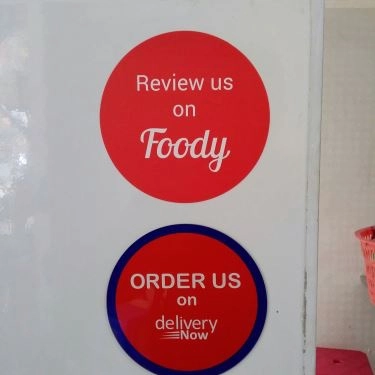 Review us
on
Foody
ORDER US
on
delivery
Now